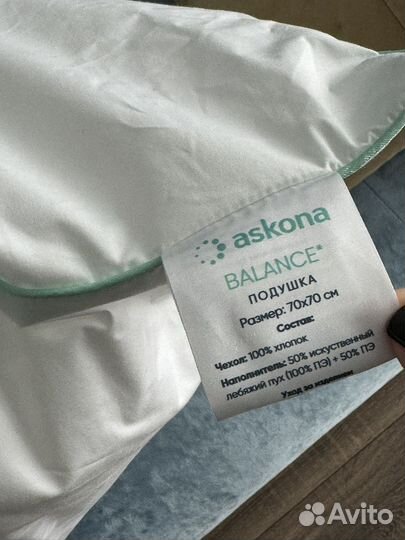 askona
BALANCE®
ПОДУШКА
Размер: 70x70 см
Состав:
Чехол: 100% хлопок
Наполнитель: 50% искуственный
лебяжий пух (100% ПЭ) + 50% ПЭ
Уход за изделием
Avito